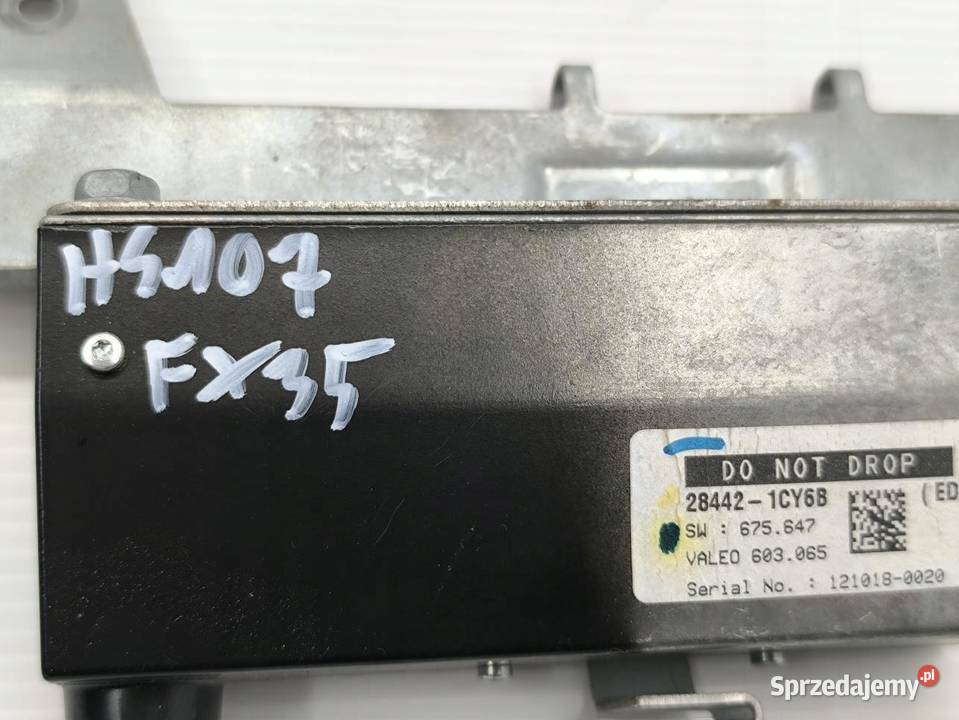 HS107
FX35
DO NOT DROP
28442-1CY6B (ED
SW : 675.647
VALEO 603.065
Serial No. : 121018-0020
Sprzedajemy.pl